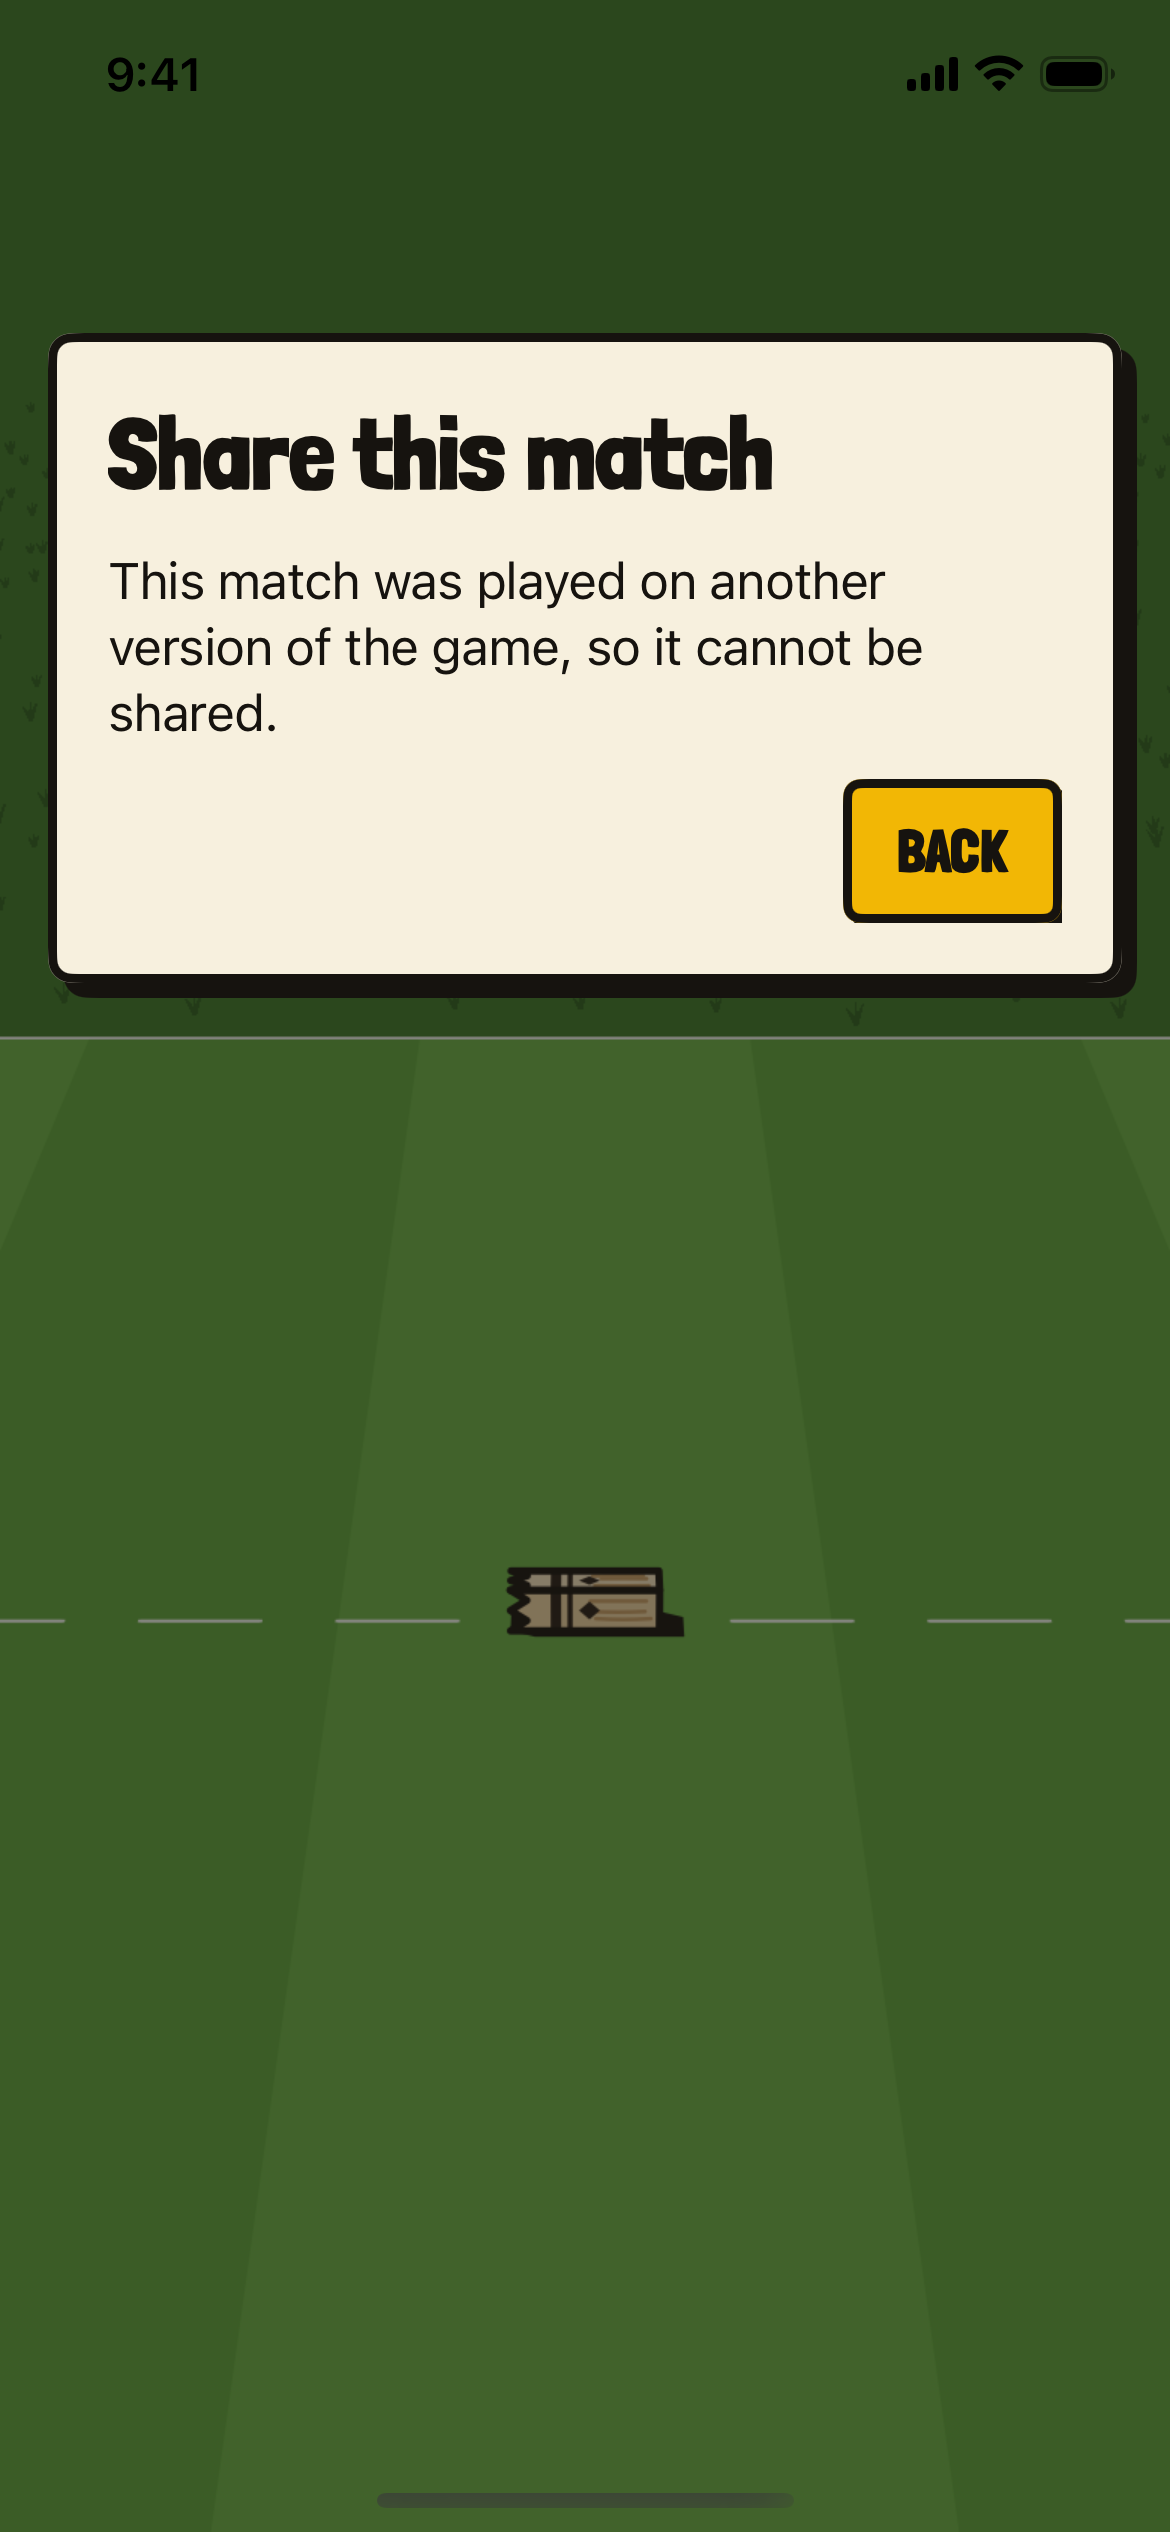 9:41
Share this match
This match was played on another
version of the game, so it cannot be
shared.
BACK